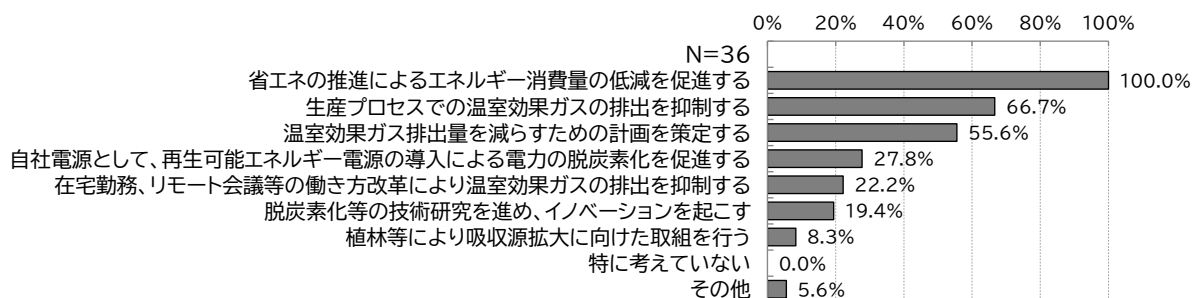 0% 20% 40% 60% 80% 100%
N=36
省エネの推進によるエネルギー消費量の低減を促進する 100.0%
生産プロセスでの温室効果ガスの排出を抑制する 66.7%
温室効果ガス排出量を減らすための計画を策定する 55.6%
自社電源として、再生可能エネルギー電源の導入による電力の脱炭素化を促進する 27.8%
在宅勤務、リモート会議等の働き方改革により温室効果ガスの排出を抑制する 22.2%
脱炭素化等の技術研究を進め、イノベーションを起こす 19.4%
植林等により吸収源拡大に向けた取組を行う 8.3%
特に考えていない 0.0%
その他 5.6%